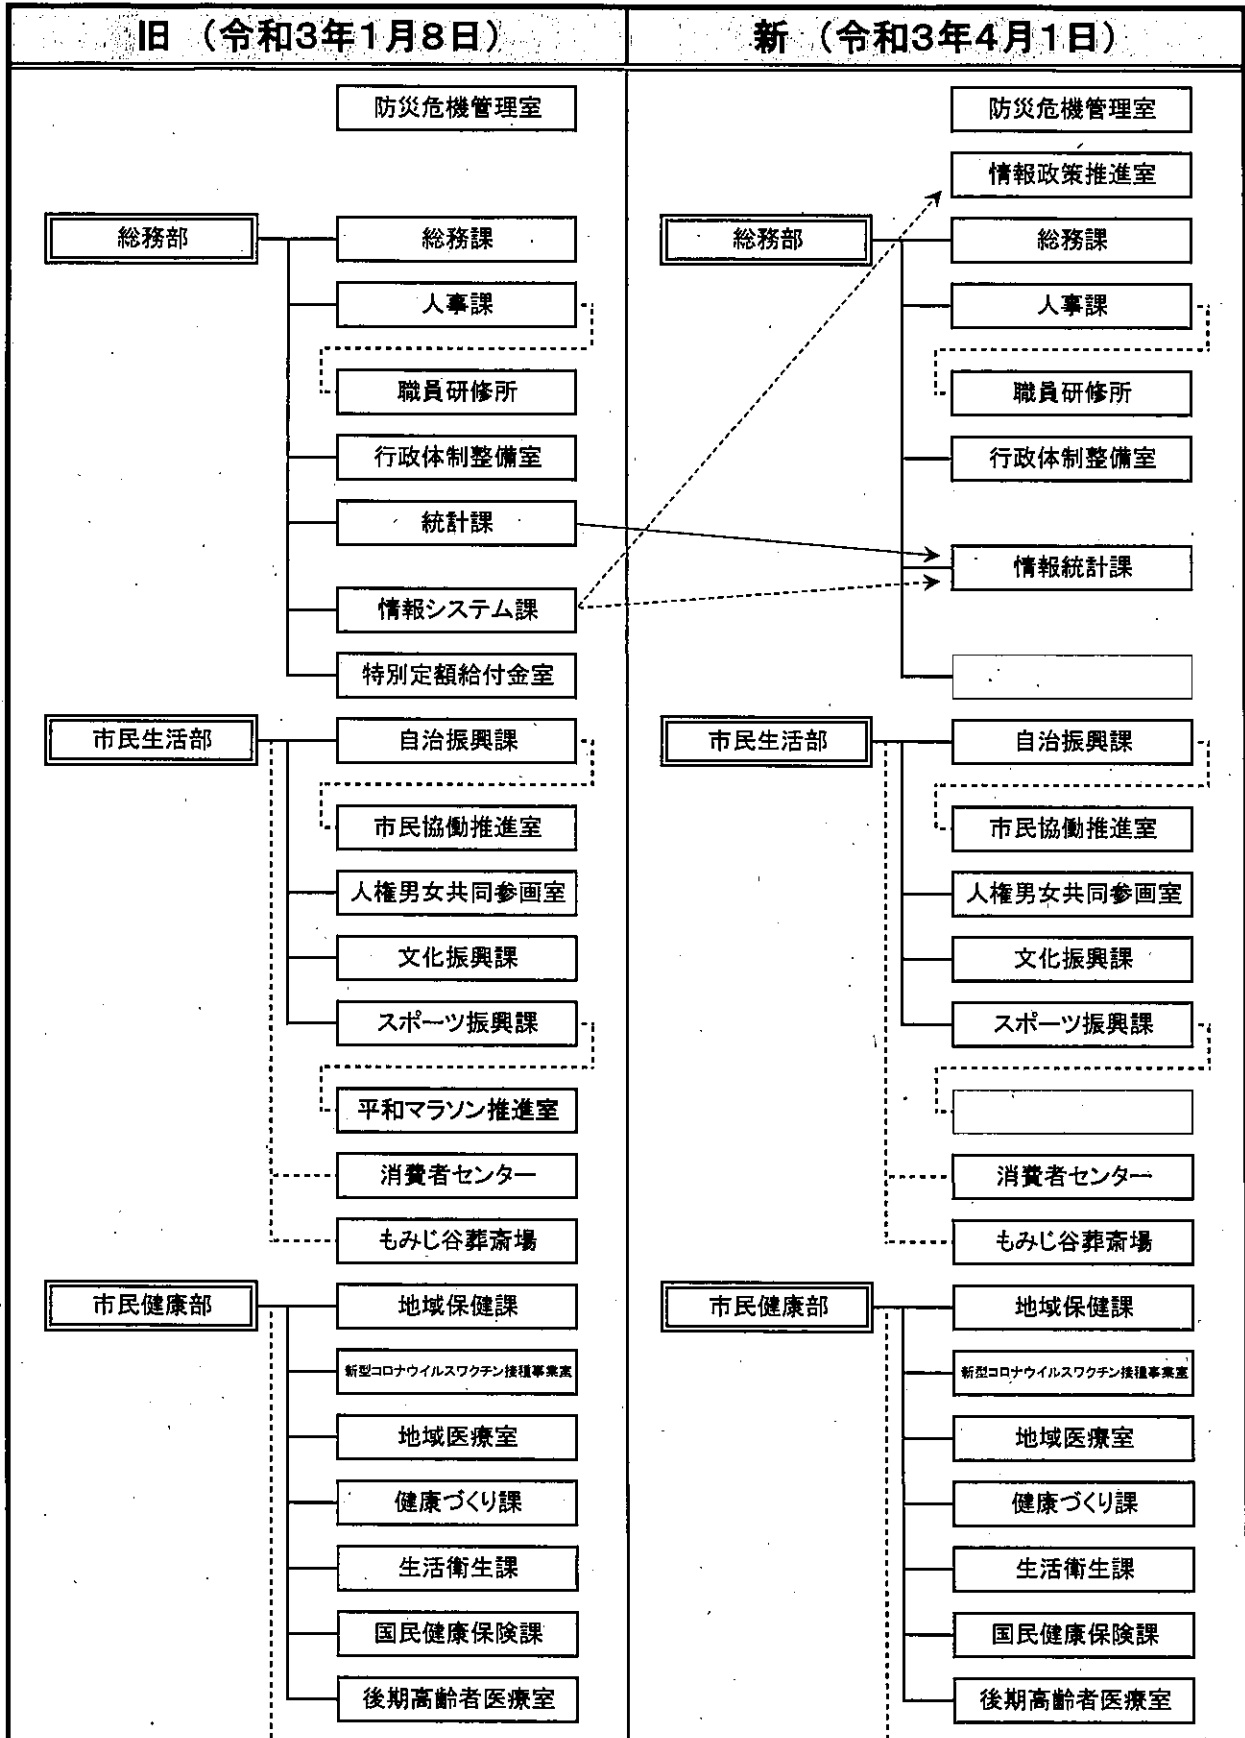 旧（令和3年1月8日）
防災危機管理室
総務部
総務課
人事課
職員研修所
行政体制整備室
統計課
情報システム課
特別定額給付金室
市民生活部
自治振興課
市民協働推進室
人権男女共同参画室
文化振興課
スポーツ振興課
平和マラソン推進室
消費者センター
もみじ谷葬斎場
市民健康部
地域保健課
新型コロナウイルスワクチン接種事業室
地域医療室
健康づくり課
生活衛生課
国民健康保険課
後期高齢者医療室
新（令和3年4月1日）
防災危機管理室
情報政策推進室
総務部
総務課
人事課
職員研修所
行政体制整備室
情報統計課
市民生活部
自治振興課
市民協働推進室
人権男女共同参画室
文化振興課
スポーツ振興課
消費者センター
もみじ谷葬斎場
市民健康部
地域保健課
新型コロナウイルスワクチン接種事業室
地域医療室
健康づくり課
生活衛生課
国民健康保険課
後期高齢者医療室